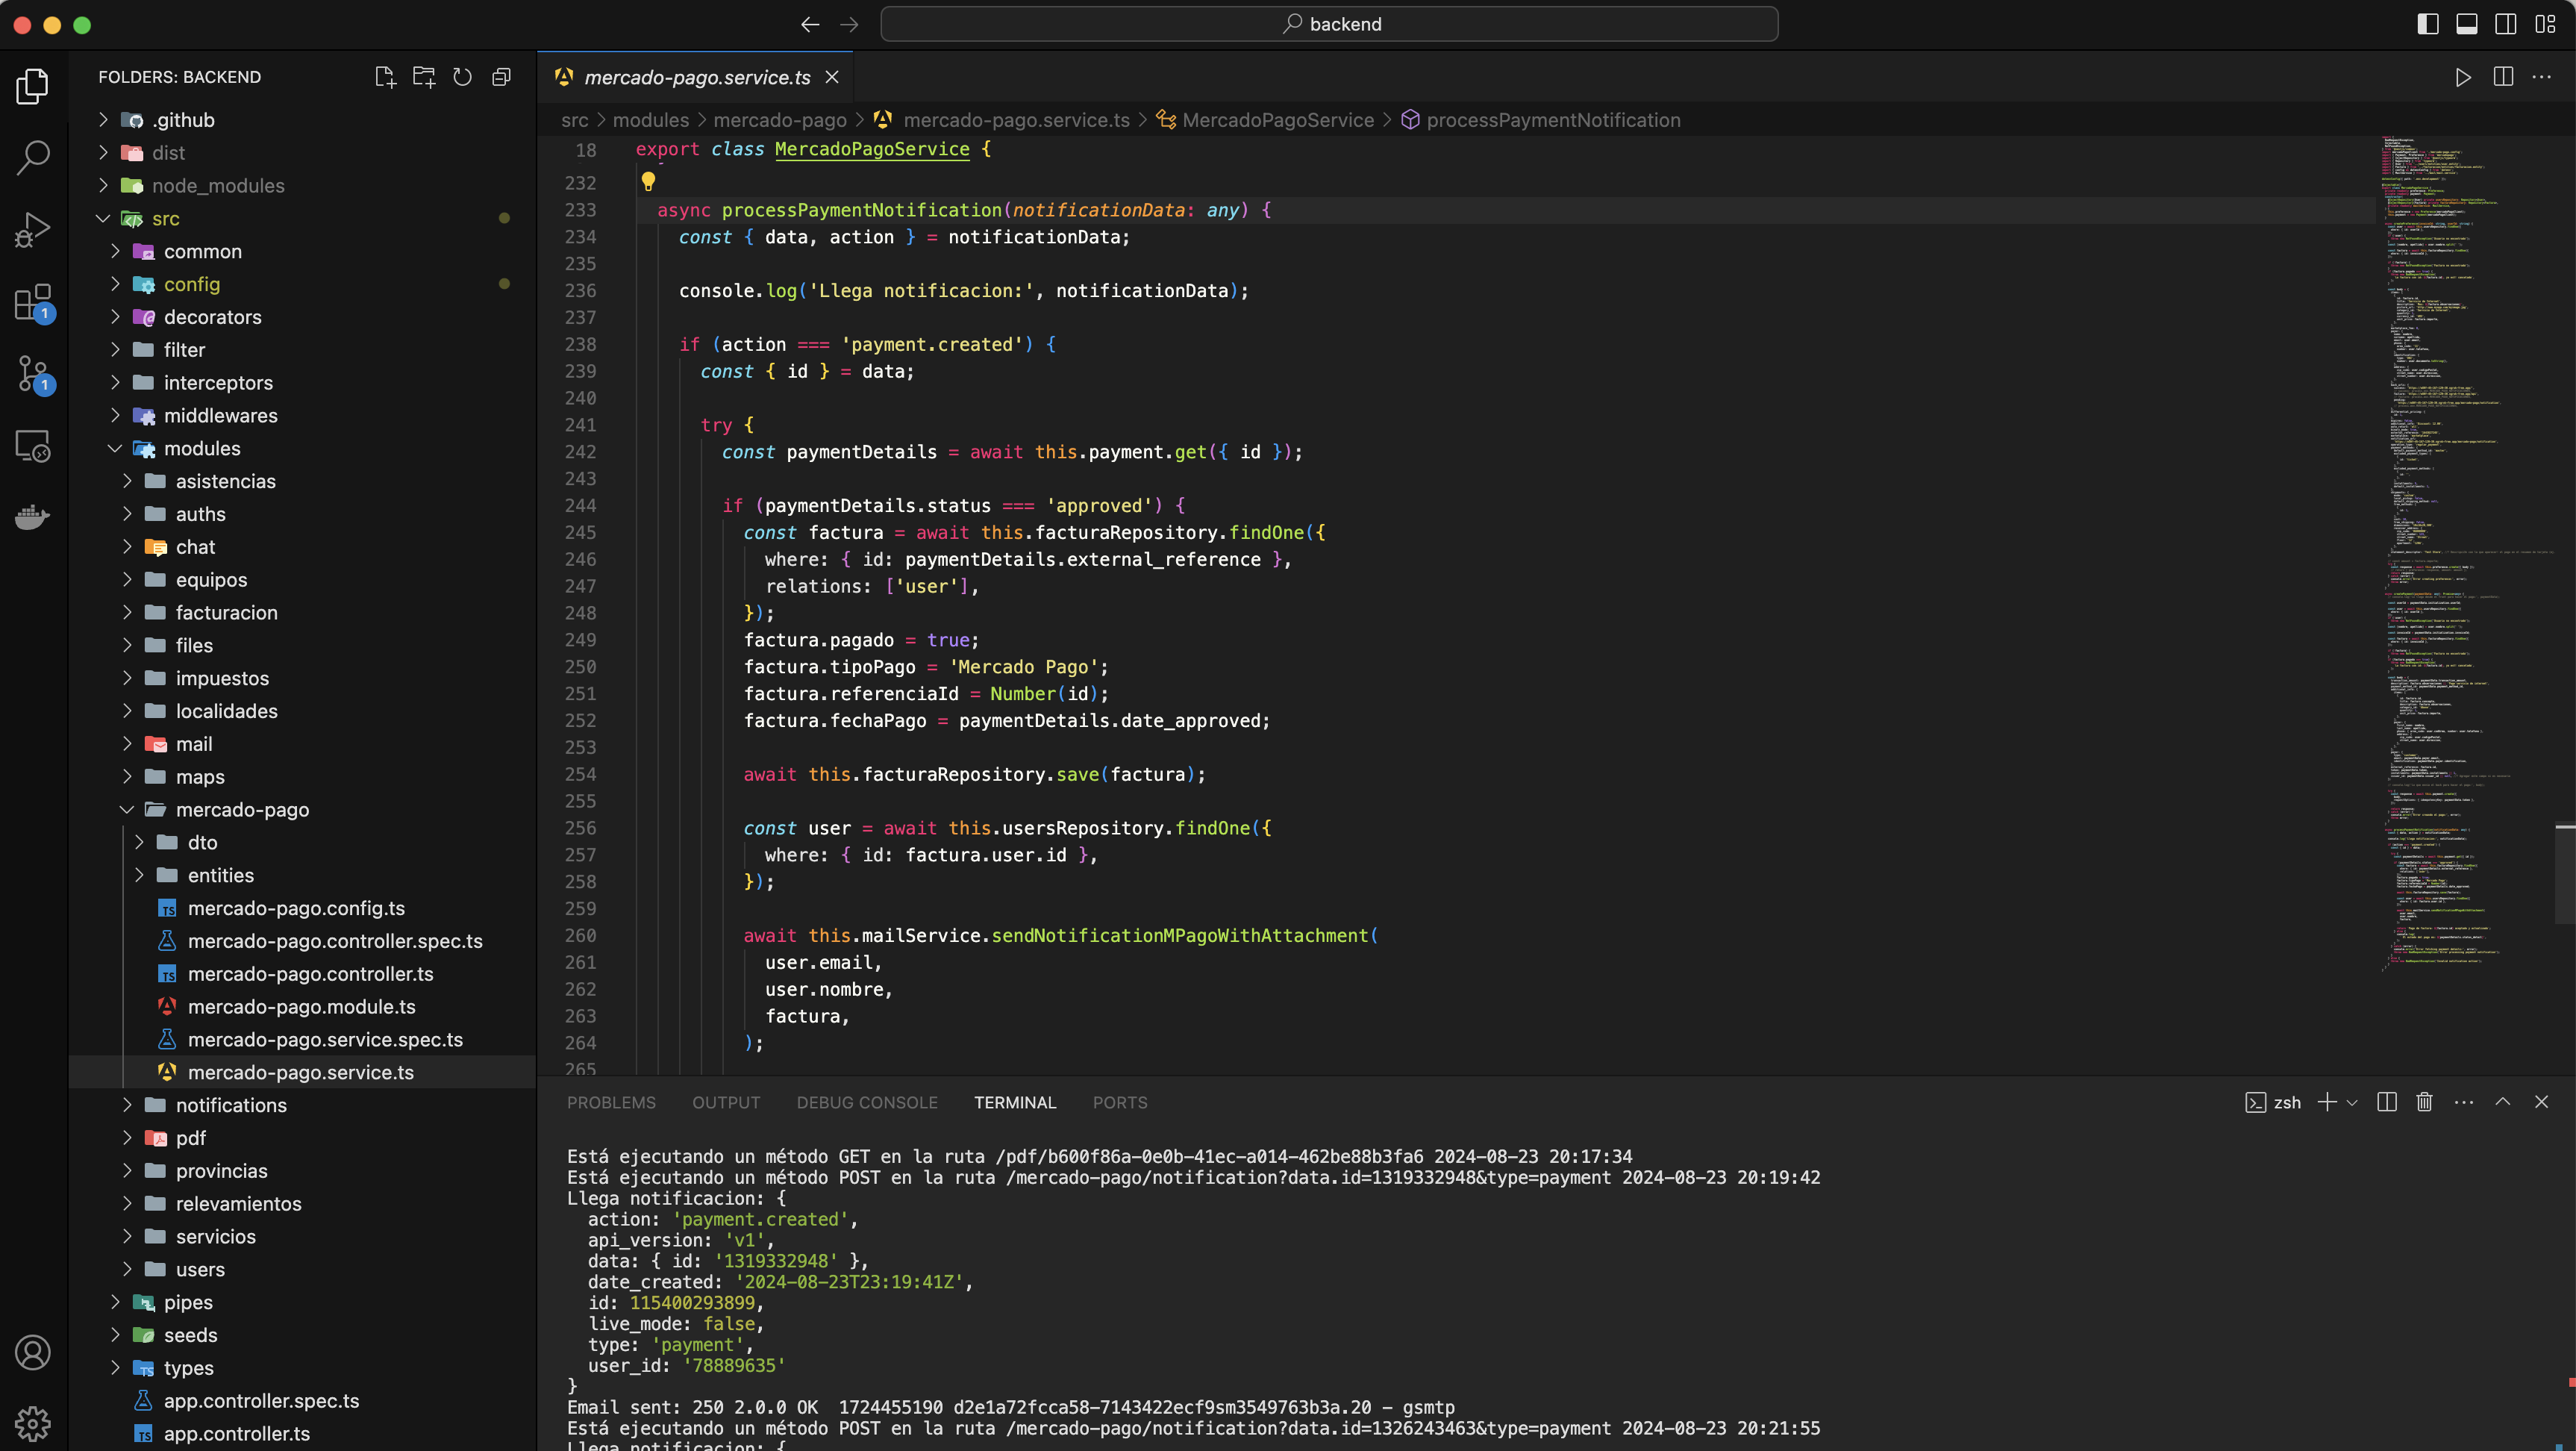 backend
FOLDERS: BACKEND
.github
dist
node_modules
src
common
config
decorators
filter
interceptors
middlewares
modules
asistencias
auths
chat
equipos
facturacion
files
impuestos
localidades
mail
maps
mercado-pago
dto
entities
mercado-pago.config.ts
mercado-pago.controller.spec.ts
mercado-pago.controller.ts
mercado-pago.module.ts
mercado-pago.service.spec.ts
mercado-pago.service.ts
notifications
pdf
provincias
relevamientos
servicios
users
pipes
seeds
types
app.controller.spec.ts
app.controller.ts
1
1
mercado-pago.service.ts
src > modules > mercado-pago > mercado-pago.service.ts > MercadoPagoService > processPaymentNotification
18 export class MercadoPagoService {
232
233 async processPaymentNotification(notificationData: any) {
234 const { data, action } = notificationData;
235
236 console.log('Llega notificacion:', notificationData);
237
238 if (action === 'payment.created') {
239 const { id } = data;
240
241 try {
242 const paymentDetails = await this.payment.get({ id });
243
244 if (paymentDetails.status === 'approved') {
245 const factura = await this.facturaRepository.findOne({
246 where: { id: paymentDetails.external_reference },
247 relations: ['user'],
248 });
249 factura.pagado = true;
250 factura.tipoPago = 'Mercado Pago';
251 factura.referenciaId = Number(id);
252 factura.fechaPago = paymentDetails.date_approved;
253
254 await this.facturaRepository.save(factura);
255
256 const user = await this.usersRepository.findOne({
257 where: { id: factura.user.id },
258 });
259
260 await this.mailService.sendNotificationMPagoWithAttachment(
261 user.email,
262 user.nombre,
263 factura,
264 );
265
PROBLEMS OUTPUT DEBUG CONSOLE TERMINAL PORTS
zsh
Está ejecutando un método GET en la ruta /pdf/b600f86a-0e0b-41ec-a014-462be88b3fa6 2024-08-23 20:17:34
Está ejecutando un método POST en la ruta /mercado-pago/notification?data.id=1319332948&type=payment 2024-08-23 20:19:42
Llega notificacion: {
action: 'payment.created',
api_version: 'v1',
data: { id: '1319332948' },
date_created: '2024-08-23T23:19:41Z',
id: 115400293899,
live_mode: false,
type: 'payment',
user_id: '78889635'
}
Email sent: 250 2.0.0 OK 1724455190 d2e1a72fcca58-7143422ecf9sm3549763b3a.20 - gsmtp
Está ejecutando un método POST en la ruta /mercado-pago/notification?data.id=1326243463&type=payment 2024-08-23 20:21:55
Llega notificacion: {